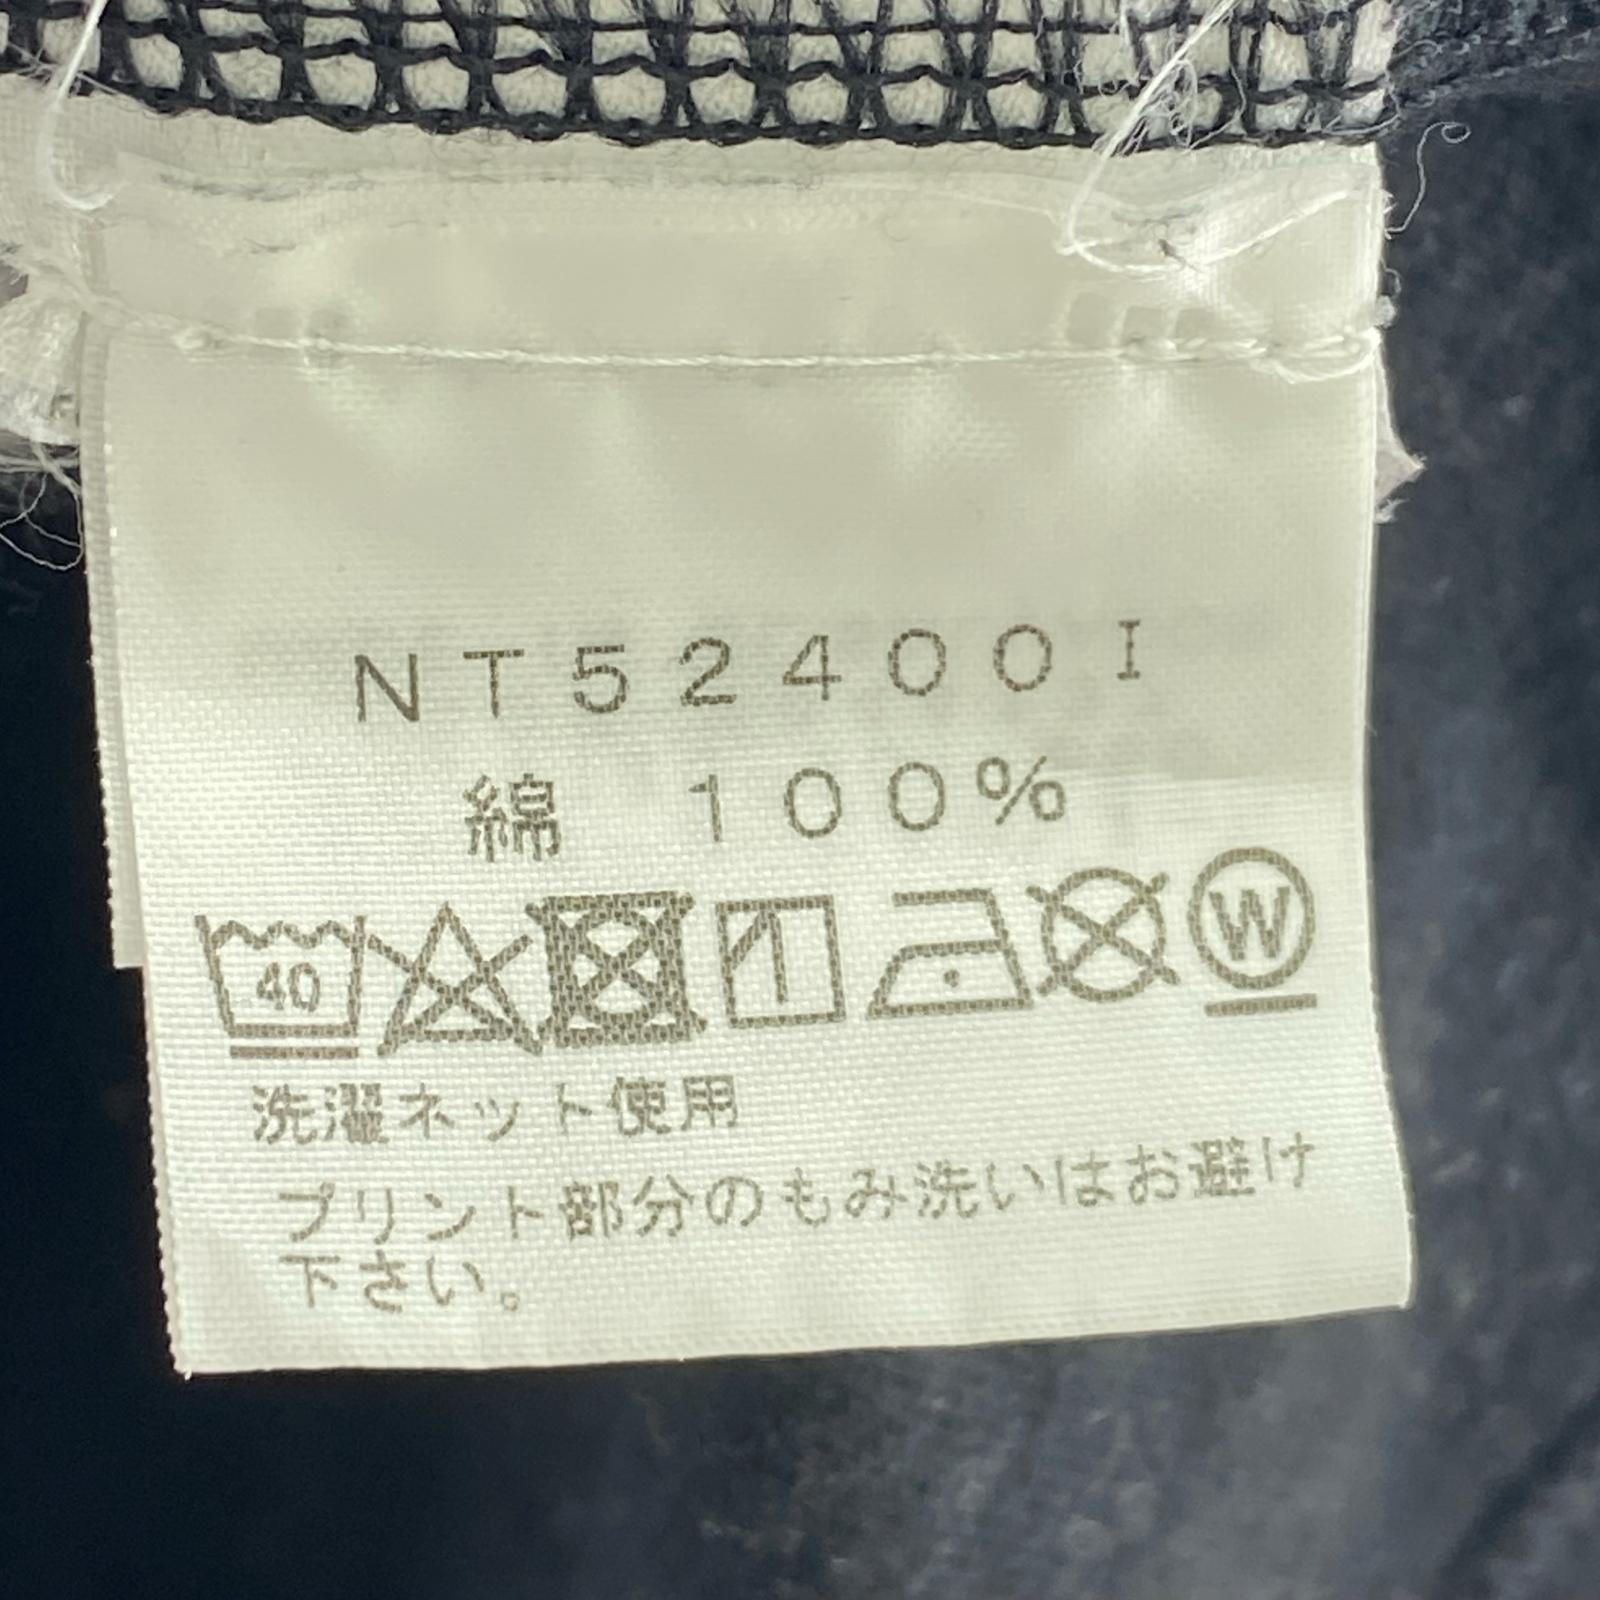 NT52400I
綿 100%
40
W
洗濯ネット使用
プリント部分のもみ洗いはお避け
下さい。